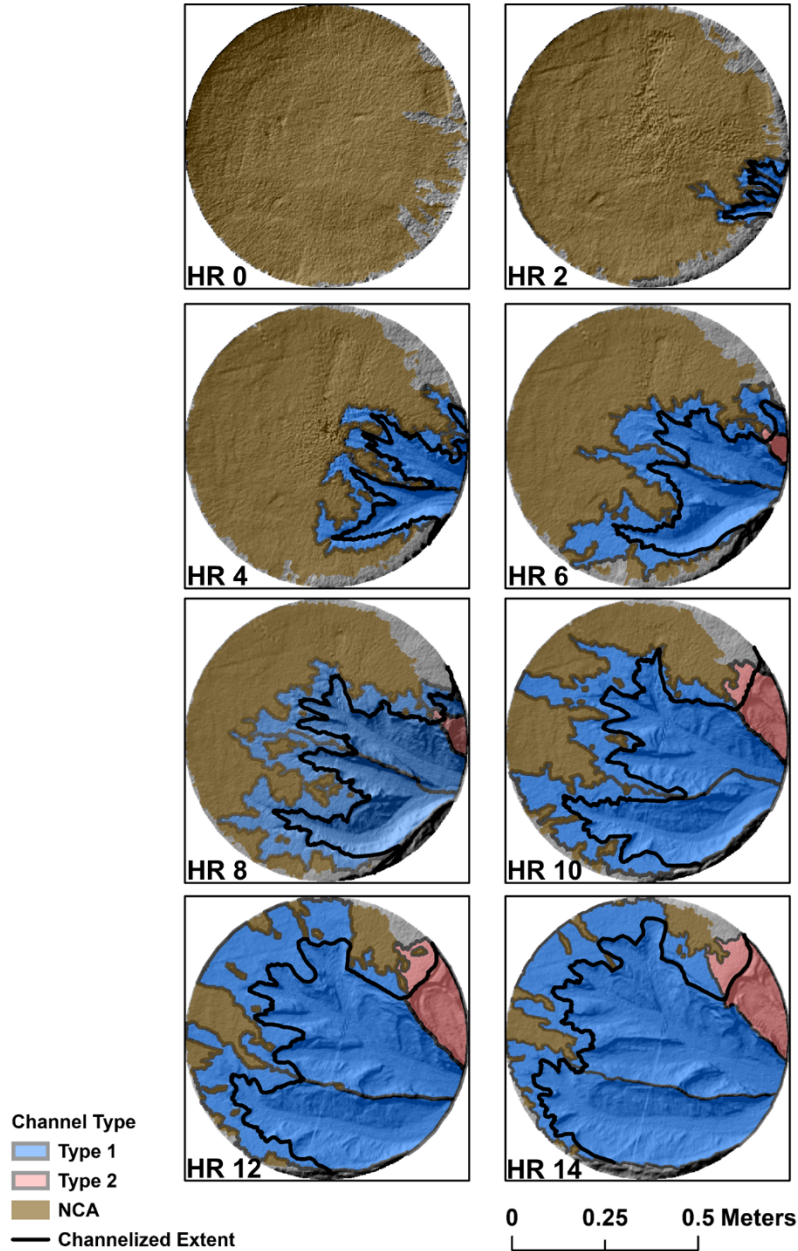 HR 0
HR 2
HR 4
HR 6
HR 8
HR 10
HR 12
HR 14
Channel Type
Type 1
Type 2
NCA
Channelized Extent
0 0.25 0.5 Meters